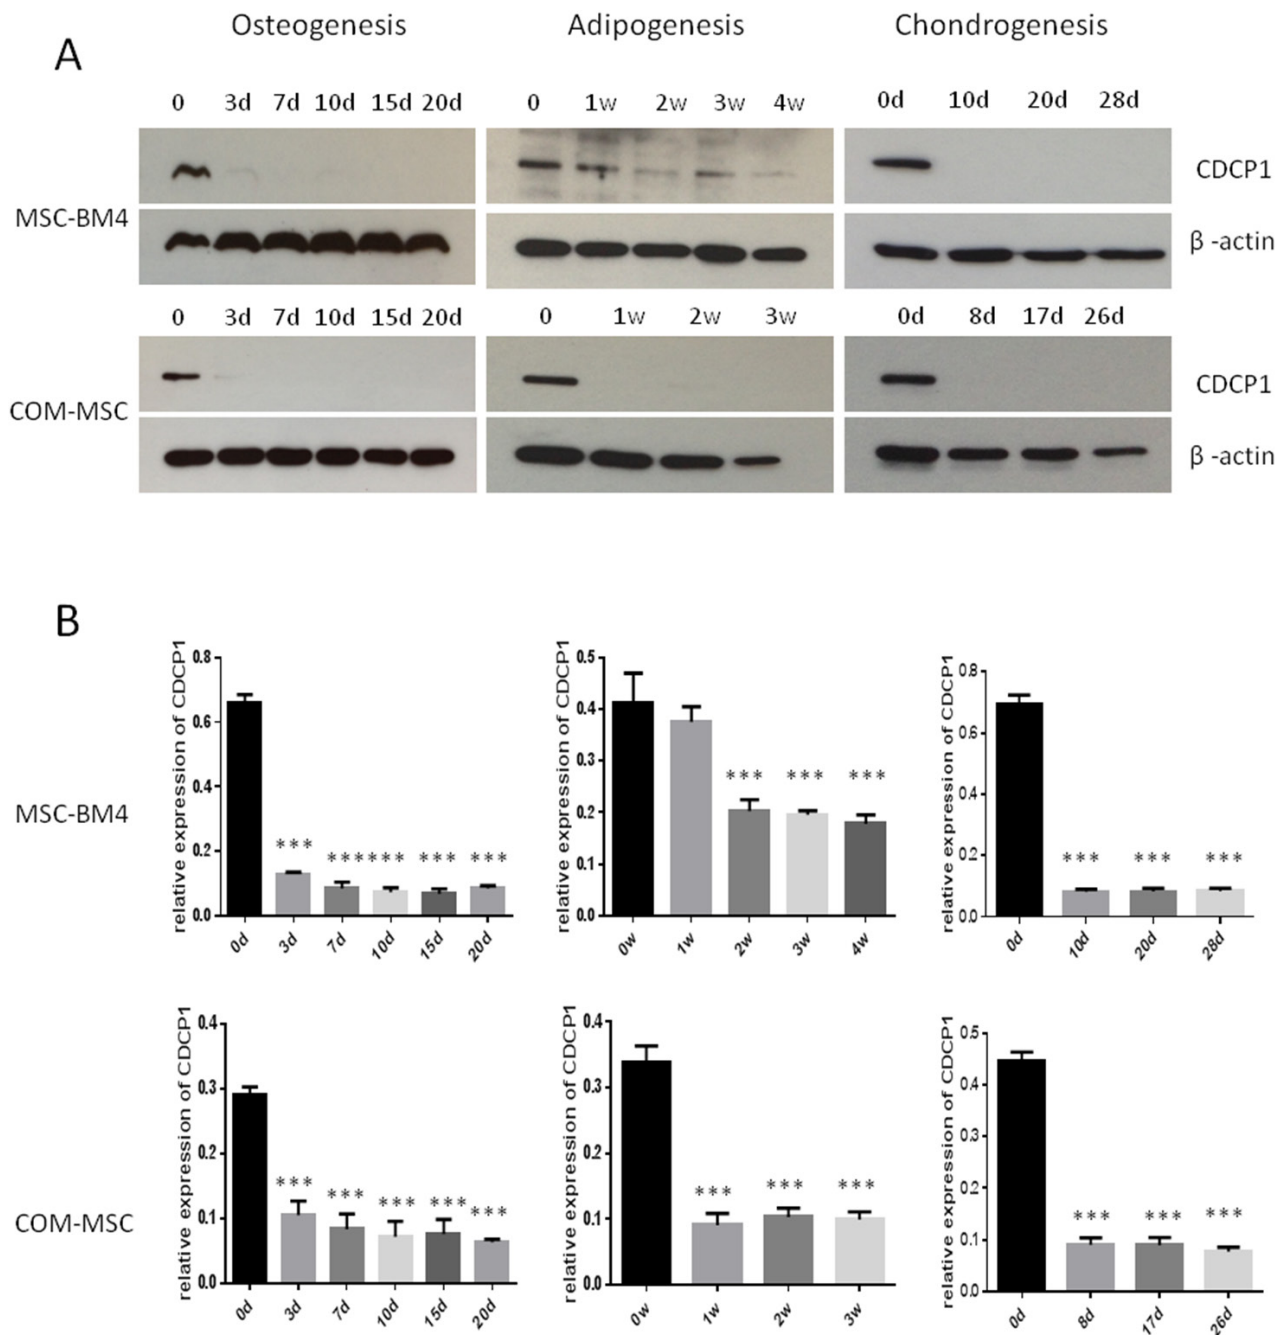 Osteogenesis Adipogenesis Chondrogenesis
A
0 3d 7d 10d 15d 20d 0 1w 2w 3w 4w 0d 10d 20d 28d
CDCP1
MSC-BM4
β -actin
0 3d 7d 10d 15d 20d 0 1w 2w 3w 0d 8d 17d 26d
CDCP1
COM-MSC
β -actin
B
MSC-BM4
relative expression of CDCP1
0.8
0.6
0.4
0.2
0.0
*** *** *** *** ***
0d 3d 7d 10d 15d 20d
relative expression of CDCP1
0.5
0.4
0.3
0.2
0.1
0.0
*** *** ***
0w 1w 2w 3w 4w
relative expression of CDCP1
0.8
0.6
0.4
0.2
0.0
*** *** ***
0d 10d 20d 28d
COM-MSC
relative expression of CDCP1
0.4
0.3
0.2
0.1
0.0
*** *** *** *** ***
0d 3d 7d 10d 15d 20d
relative expression of CDCP1
0.4
0.3
0.2
0.1
0.0
*** *** ***
0w 1w 2w 3w
relative expression of CDCP1
0.5
0.4
0.3
0.2
0.1
0.0
*** *** ***
0d 8d 17d 26d